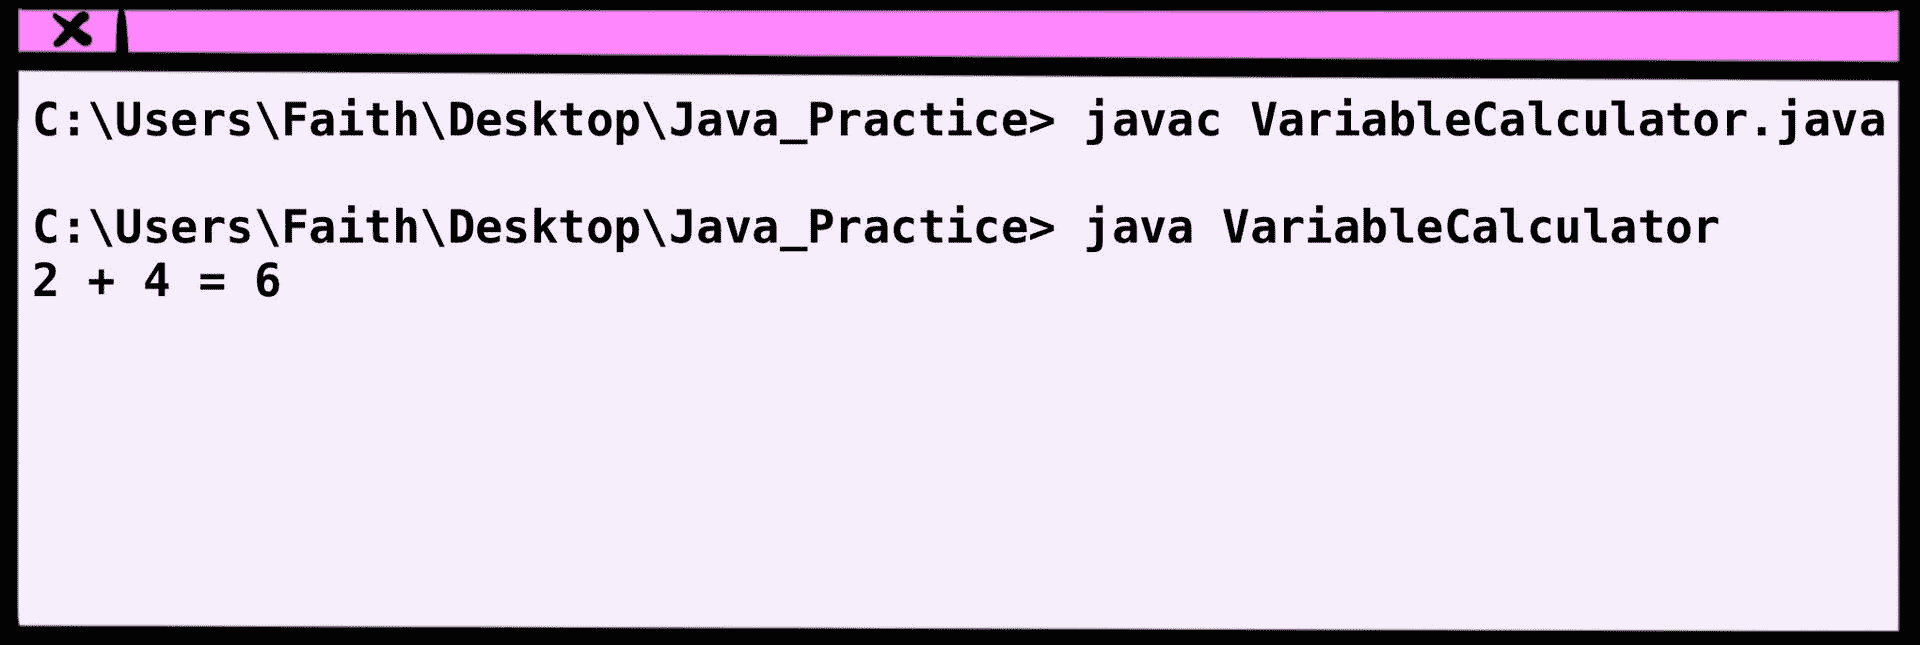 C:\Users\Faith\Desktop\Java_Practice> javac VariableCalculator.java
C:\Users\Faith\Desktop\Java_Practice> java VariableCalculator
2 + 4 = 6